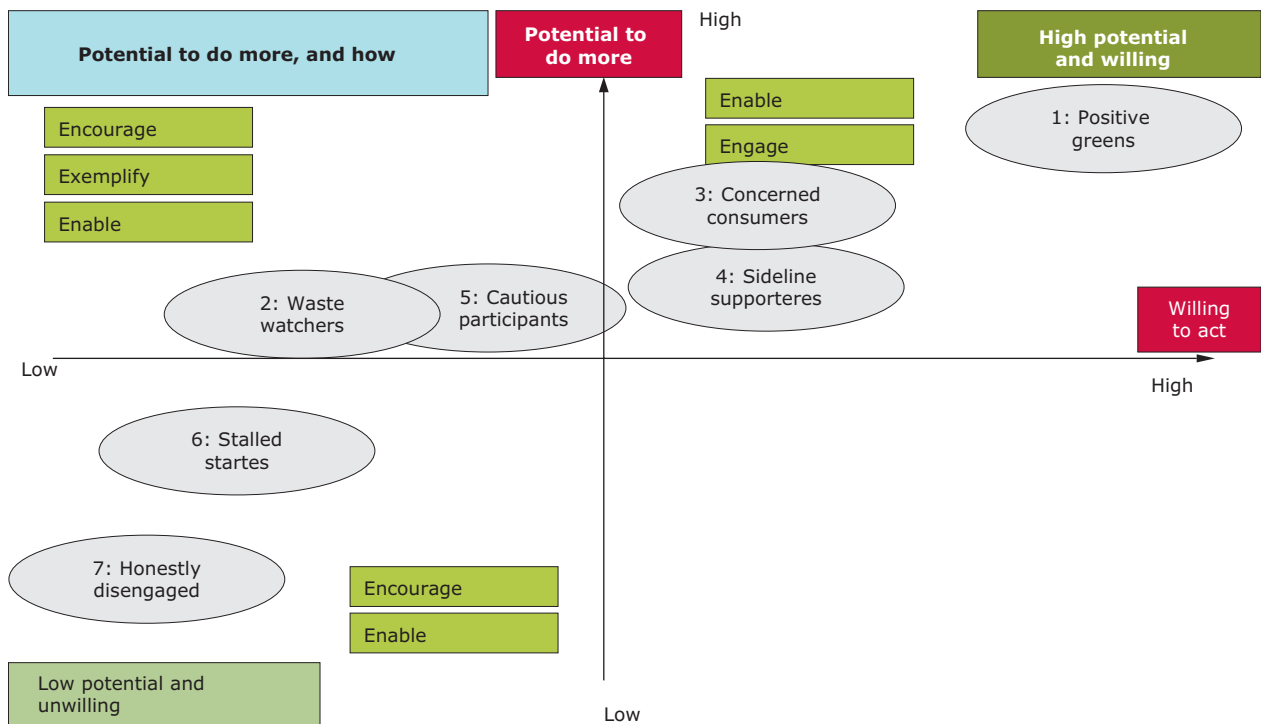 Potential to do more, and how
Potential to
do more
High
High potential
and willing
Encourage
Exemplify
Enable
Enable
Engage
1: Positive
greens
3: Concerned
consumers
4: Sideline
supporteres
2: Waste
watchers
5: Cautious
participants
Willing
to act
Low
High
6: Stalled
startes
7: Honestly
disengaged
Encourage
Enable
Low potential and
unwilling
Low